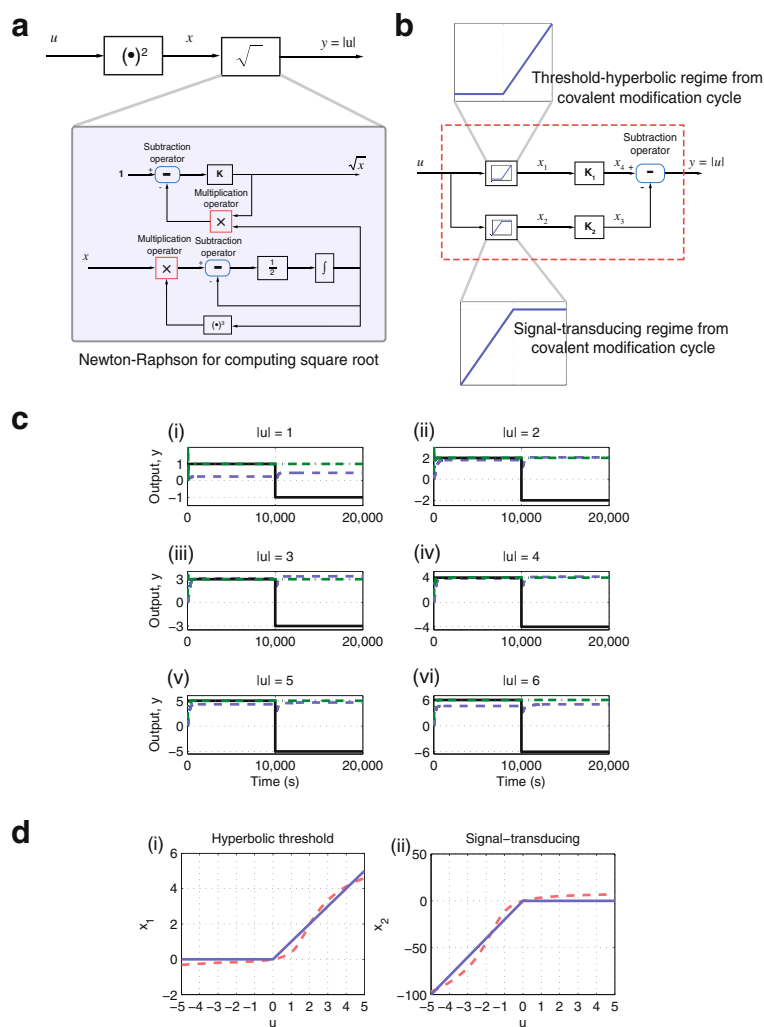 a
u
(•)²
x
√
y = |u|
Subtraction
operator
1
+
-
K
√x
Multiplication
operator
×
Multiplication
operator
Subtraction
operator
x
×
+
-
1/2
∫
(•)³
Newton-Raphson for computing square root
b
Threshold-hyperbolic regime from
covalent modification cycle
Subtraction
operator
u
x₁
K₁
x₄
+
-
y = |u|
x₂
K₂
x₃
Signal-transducing regime from
covalent modification cycle
c
(i)
|u| = 1
Output, y
1
0
−1
0
10,000
20,000
(ii)
|u| = 2
2
0
−2
0
10,000
20,000
(iii)
|u| = 3
Output, y
3
0
−3
0
10,000
20,000
(iv)
|u| = 4
4
0
−4
0
10,000
20,000
(v)
|u| = 5
Output, y
5
0
−5
0
10,000
20,000
Time (s)
(vi)
|u| = 6
6
0
−6
0
10,000
20,000
Time (s)
d
(i)
Hyperbolic threshold
x₁
6
4
2
0
−2
−5 −4 −3 −2 −1 0 1 2 3 4 5
u
(ii)
Signal−transducing
x₂
50
0
−50
−100
−5 −4 −3 −2 −1 0 1 2 3 4 5
u